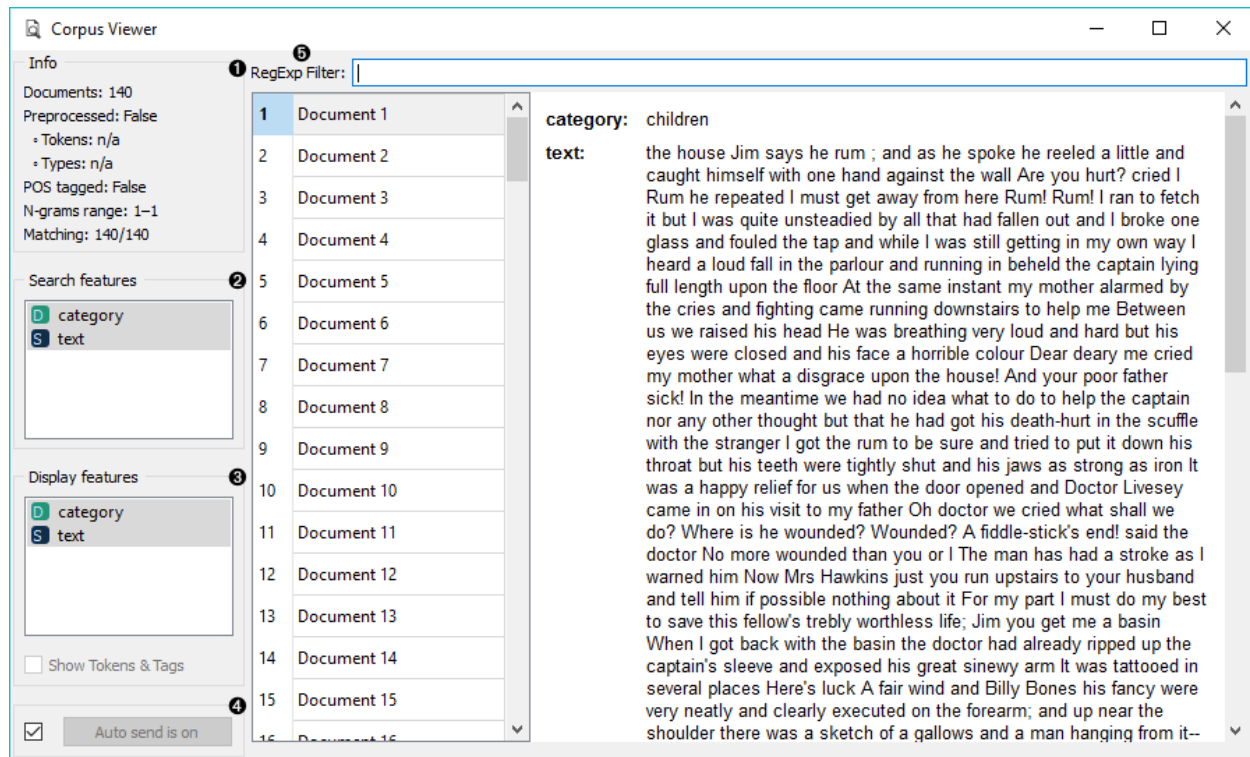 Corpus Viewer
Info
❶
Documents: 140
Preprocessed: False
◦ Tokens: n/a
◦ Types: n/a
POS tagged: False
N-grams range: 1–1
Matching: 140/140
Search features
❷
D category
S text
Display features
❸
D category
S text
Show Tokens & Tags
❹
Auto send is on
❺
RegExp Filter:
1 Document 1
2 Document 2
3 Document 3
4 Document 4
5 Document 5
6 Document 6
7 Document 7
8 Document 8
9 Document 9
10 Document 10
11 Document 11
12 Document 12
13 Document 13
14 Document 14
15 Document 15
16 Document 16
category: children
text: the house Jim says he rum ; and as he spoke he reeled a little and
caught himself with one hand against the wall Are you hurt? cried I
Rum he repeated I must get away from here Rum! Rum! I ran to fetch
it but I was quite unsteadied by all that had fallen out and I broke one
glass and fouled the tap and while I was still getting in my own way I
heard a loud fall in the parlour and running in beheld the captain lying
full length upon the floor At the same instant my mother alarmed by
the cries and fighting came running downstairs to help me Between
us we raised his head He was breathing very loud and hard but his
eyes were closed and his face a horrible colour Dear deary me cried
my mother what a disgrace upon the house! And your poor father
sick! In the meantime we had no idea what to do to help the captain
nor any other thought but that he had got his death-hurt in the scuffle
with the stranger I got the rum to be sure and tried to put it down his
throat but his teeth were tightly shut and his jaws as strong as iron It
was a happy relief for us when the door opened and Doctor Livesey
came in on his visit to my father Oh doctor we cried what shall we
do? Where is he wounded? Wounded? A fiddle-stick's end! said the
doctor No more wounded than you or I The man has had a stroke as I
warned him Now Mrs Hawkins just you run upstairs to your husband
and tell him if possible nothing about it For my part I must do my best
to save this fellow's trebly worthless life; Jim you get me a basin
When I got back with the basin the doctor had already ripped up the
captain's sleeve and exposed his great sinewy arm It was tattooed in
several places Here's luck A fair wind and Billy Bones his fancy were
very neatly and clearly executed on the forearm; and up near the
shoulder there was a sketch of a gallows and a man hanging from it--